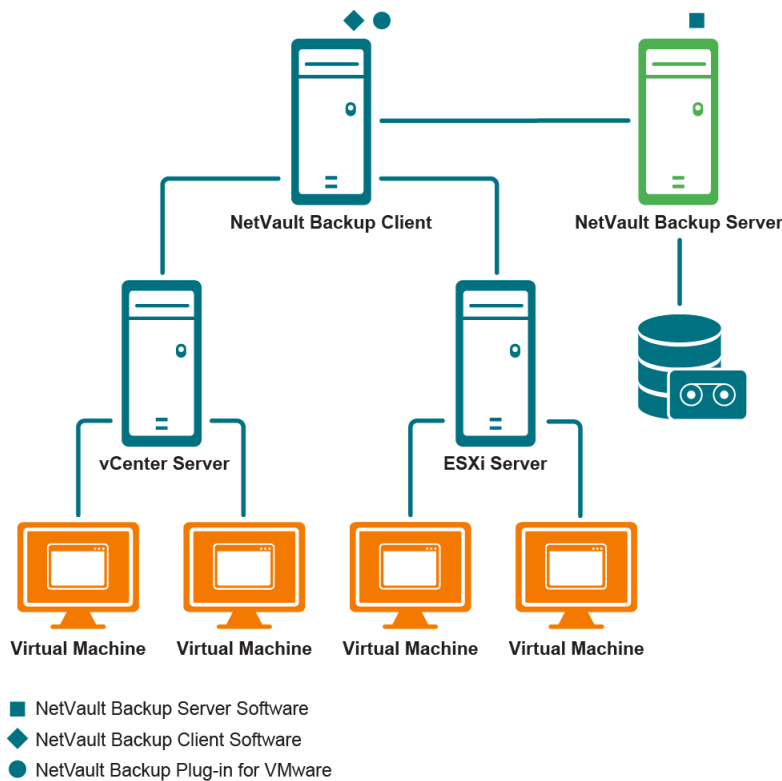 NetVault Backup Client
NetVault Backup Server
vCenter Server
ESXi Server
Virtual Machine
Virtual Machine
Virtual Machine
Virtual Machine
NetVault Backup Server Software
NetVault Backup Client Software
NetVault Backup Plug-in for VMware